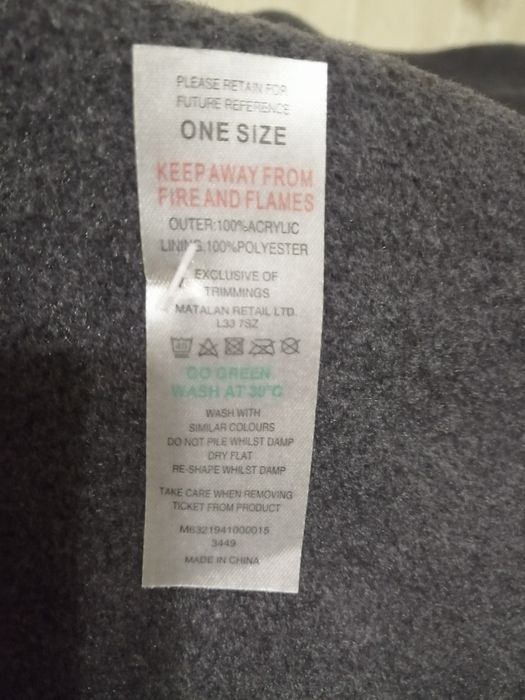 PLEASE RETAIN FOR
FUTURE REFERENCE
ONE SIZE
KEEP AWAY FROM
FIRE AND FLAMES
OUTER:100%ACRYLIC
LINING:100%POLYESTER
EXCLUSIVE OF
TRIMMINGS
MATALAN RETAIL LTD.
L33 7SZ
GO GREEN
WASH AT 30°C
WASH WITH
SIMILAR COLOURS
DO NOT PILE WHILST DAMP
DRY FLAT
RE-SHAPE WHILST DAMP
TAKE CARE WHEN REMOVING
TICKET FROM PRODUCT
M6321941000015
3449
MADE IN CHINA